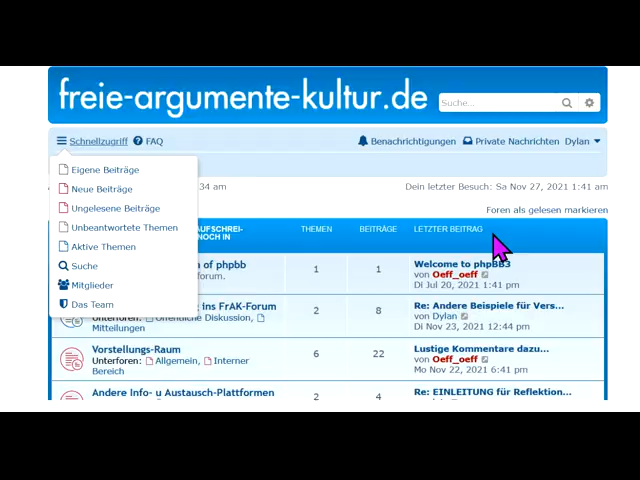 freie-argumente-kultur.de
Suche...
Schnellzugriff FAQ Benachrichtigungen Private Nachrichten Dylan
Eigene Beiträge
Neue Beiträge
Ungelesene Beiträge
Unbeantwortete Themen
Aktive Themen
Suche
Mitglieder
Das Team
34 am Dein letzter Besuch: Sa Nov 27, 2021 1:41 am
Foren als gelesen markieren
AUFSCHREI-
NOCH IN THEMEN BEITRÄGE LETZTER BEITRAG
n of phpbb
forum. 1 1 Welcome to phpBB3
von Oeff_oeff
Di Jul 20, 2021 1:41 pm
ins FrAK-Forum
Öffentliche Diskussion,
Mitteilungen 2 8 Re: Andere Beispiele für Vers...
von Dylan
Di Nov 23, 2021 12:44 pm
Vorstellungs-Raum
Unterforen: Allgemein, Interner
Bereich 6 22 Lustige Kommentare dazu...
von Oeff_oeff
Mo Nov 22, 2021 6:41 pm
Andere Info- u Austausch-Plattformen 2 4 Re: EINLEITUNG für Reflektion...